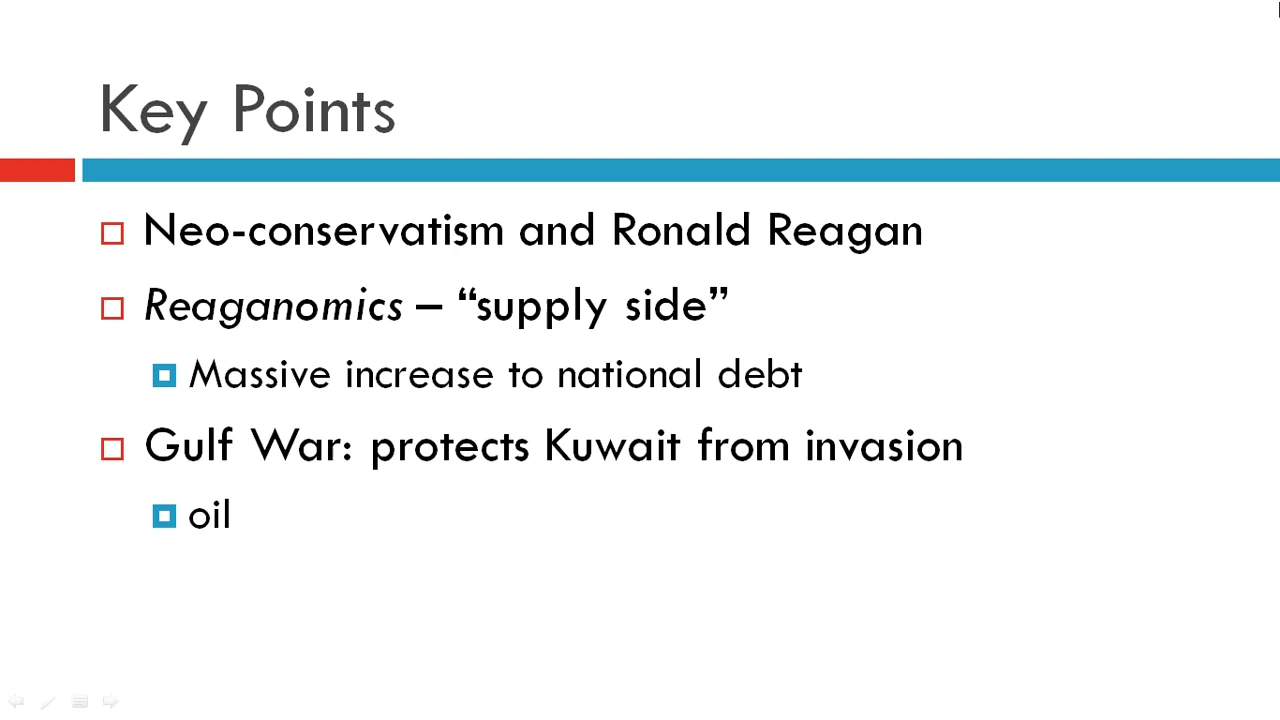 Key Points
Neo-conservatism and Ronald Reagan
Reaganomics – “supply side”
Massive increase to national debt
Gulf War: protects Kuwait from invasion
oil